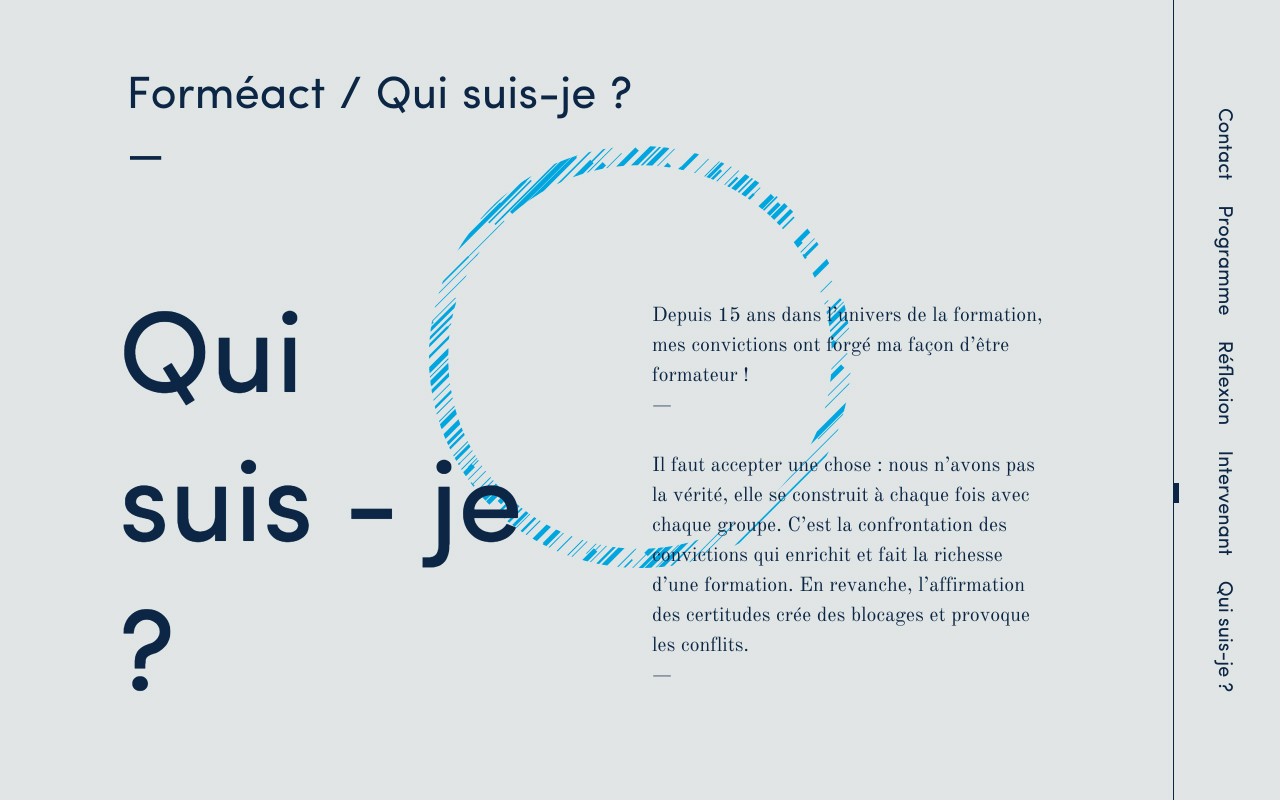 Forméact / Qui suis-je ?
—
Qui
suis - je
?
Depuis 15 ans dans l’univers de la formation,
mes convictions ont forgé ma façon d’être
formateur !
—
Il faut accepter une chose : nous n’avons pas
la vérité, elle se construit à chaque fois avec
chaque groupe. C’est la confrontation des
convictions qui enrichit et fait la richesse
d’une formation. En revanche, l’affirmation
des certitudes crée des blocages et provoque
les conflits.
—
Contact
Programme
Réflexion
Intervenant
Qui suis-je ?